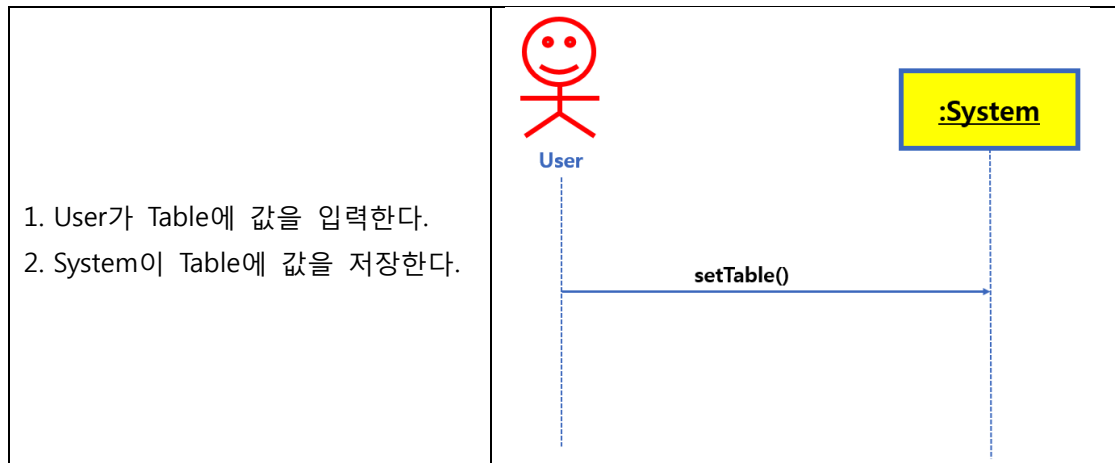 1. User가 Table에 값을 입력한다.
2. System이 Table에 값을 저장한다.
:System
User
setTable()